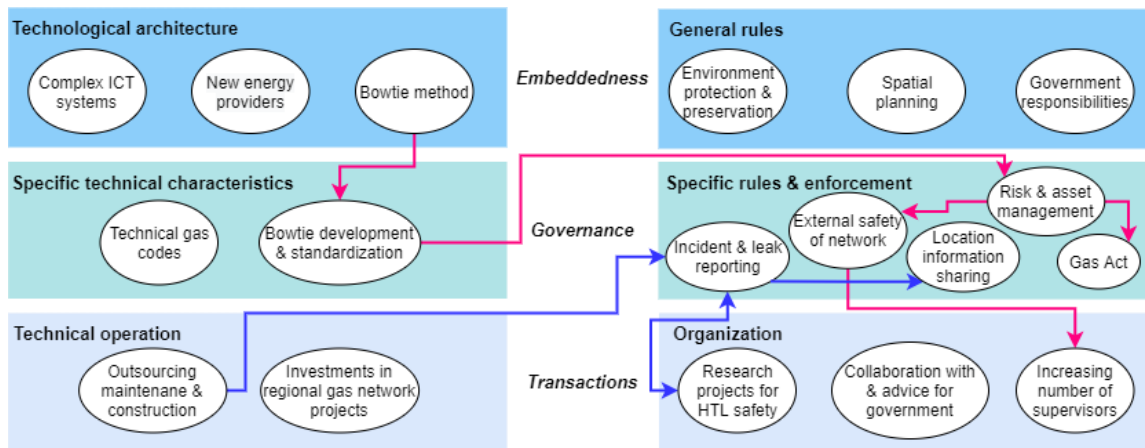 Technological architecture
Complex ICT
systems
New energy
providers
Bowtie method
Embeddedness
General rules
Environment
protection &
preservation
Spatial
planning
Government
responsibilities
Specific technical characteristics
Technical gas
codes
Bowtie development
& standardization
Governance
Specific rules & enforcement
Incident & leak
reporting
External safety
of network
Location
information
sharing
Risk & asset
management
Gas Act
Technical operation
Outsourcing
maintenane &
construction
Investments in
regional gas network
projects
Transactions
Organization
Research
projects for
HTL safety
Collaboration with
& advice for
government
Increasing
number of
supervisors